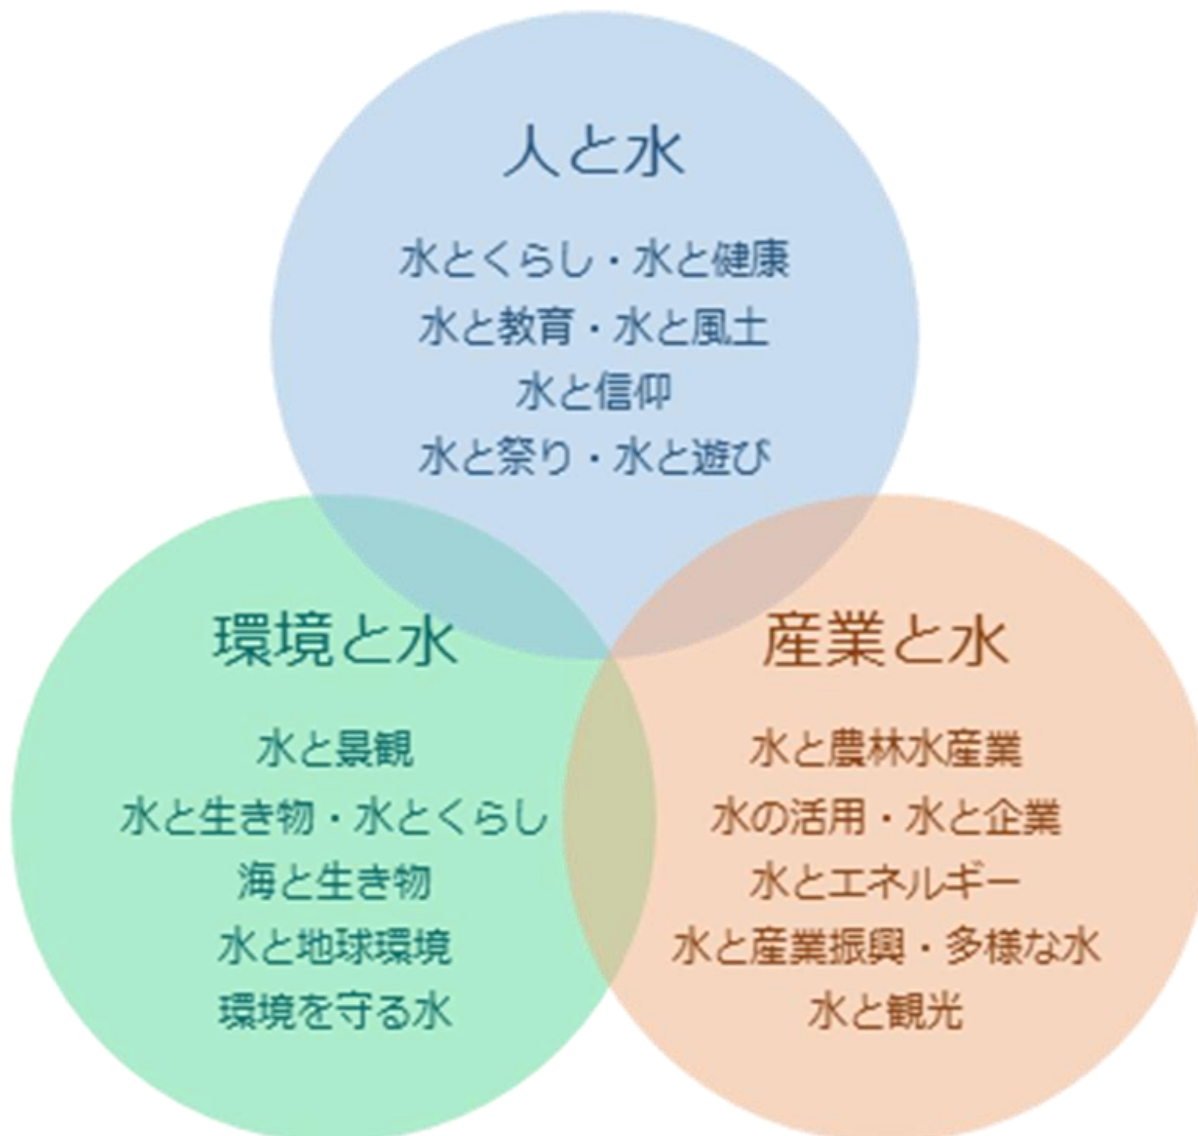 人と水
水とくらし・水と健康
水と教育・水と風土
水と信仰
水と祭り・水と遊び
環境と水
水と景観
水と生き物・水とくらし
海と生き物
水と地球環境
環境を守る水
産業と水
水と農林水産業
水の活用・水と企業
水とエネルギー
水と産業振興・多様な水
水と観光